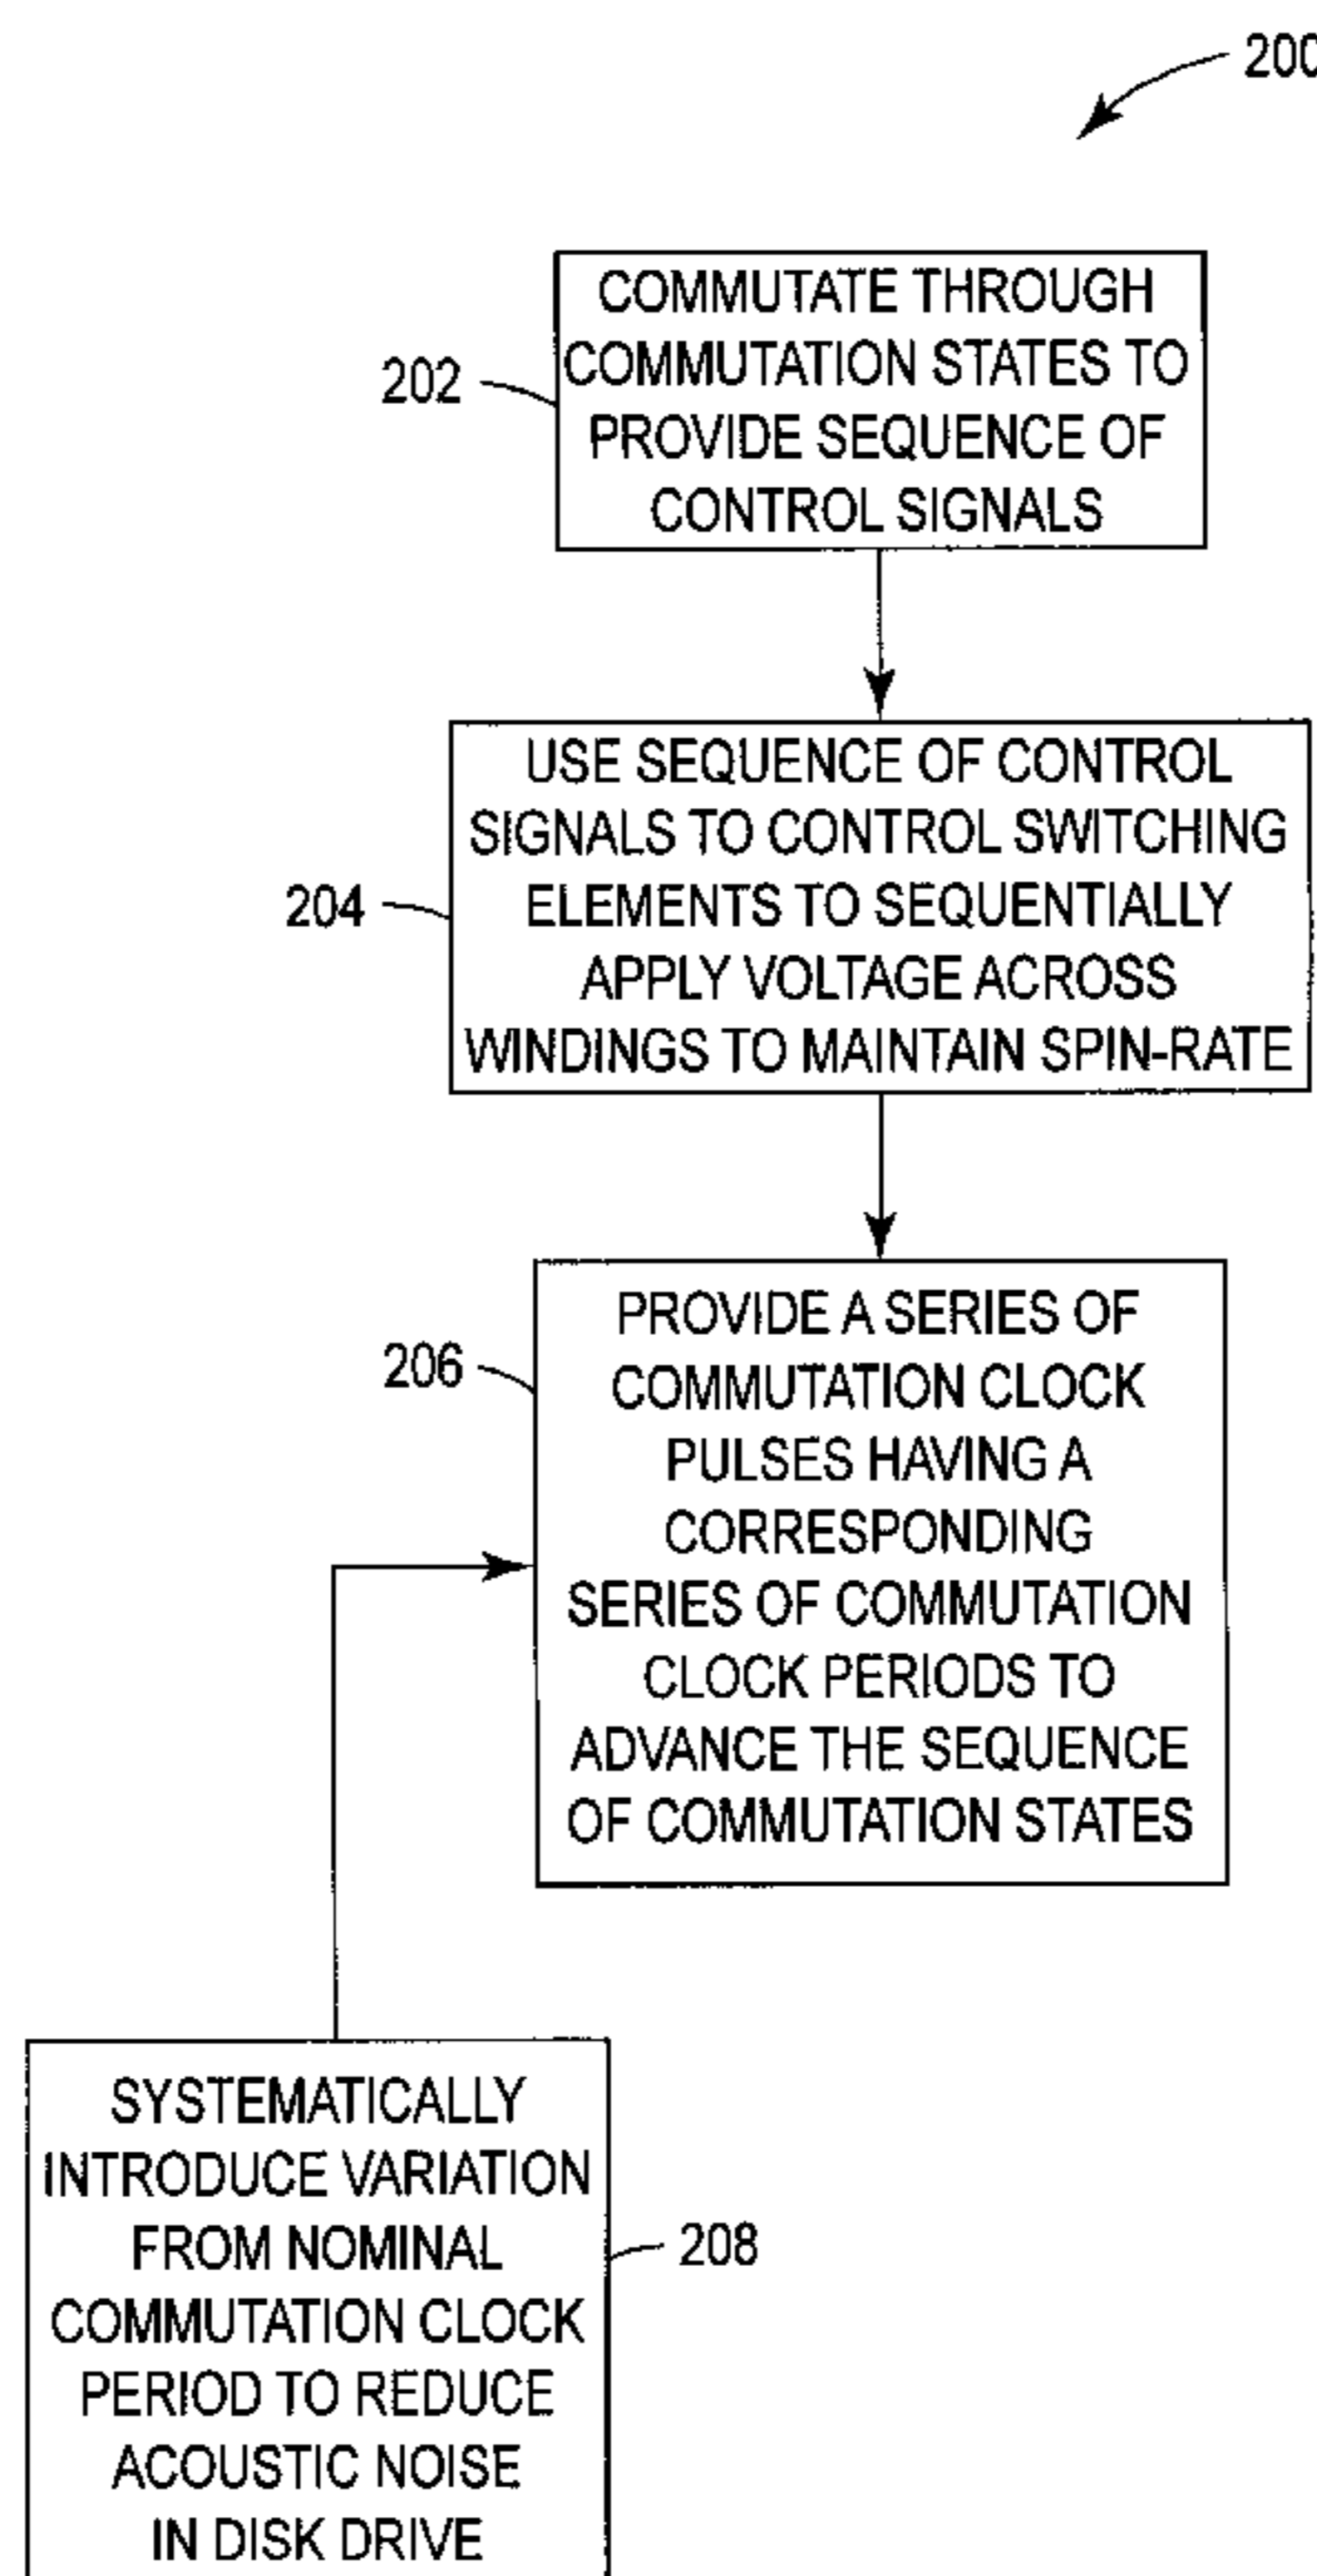 200
COMMUTATE THROUGH
COMMUTATION STATES TO
PROVIDE SEQUENCE OF
CONTROL SIGNALS
202
USE SEQUENCE OF CONTROL
SIGNALS TO CONTROL SWITCHING
ELEMENTS TO SEQUENTIALLY
APPLY VOLTAGE ACROSS
WINDINGS TO MAINTAIN SPIN-RATE
204
PROVIDE A SERIES OF
COMMUTATION CLOCK
PULSES HAVING A
CORRESPONDING
SERIES OF COMMUTATION
CLOCK PERIODS TO
ADVANCE THE SEQUENCE
OF COMMUTATION STATES
206
SYSTEMATICALLY
INTRODUCE VARIATION
FROM NOMINAL
COMMUTATION CLOCK
PERIOD TO REDUCE
ACOUSTIC NOISE
IN DISK DRIVE
208